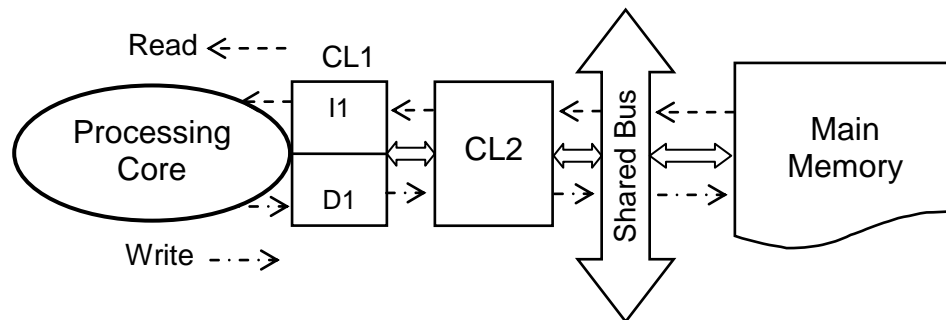 Read
CL1
I1
Processing
Core
CL2
Shared Bus
Main
Memory
D1
Write